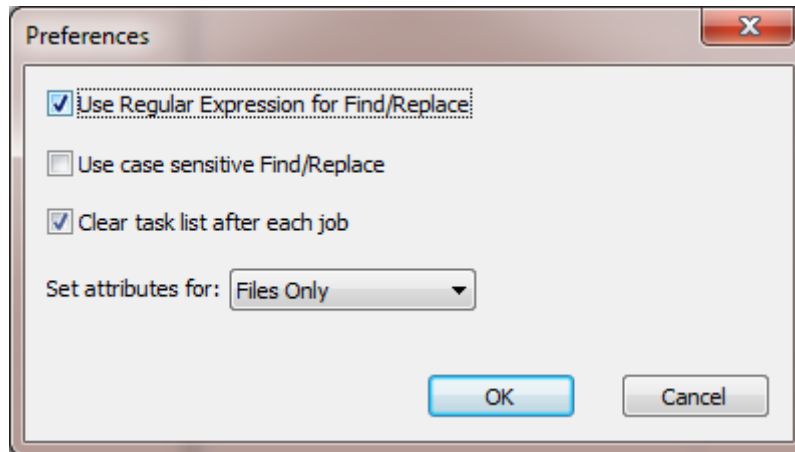 Preferences
Use Regular Expression for Find/Replace
Use case sensitive Find/Replace
Clear task list after each job
Set attributes for: Files Only
OK Cancel